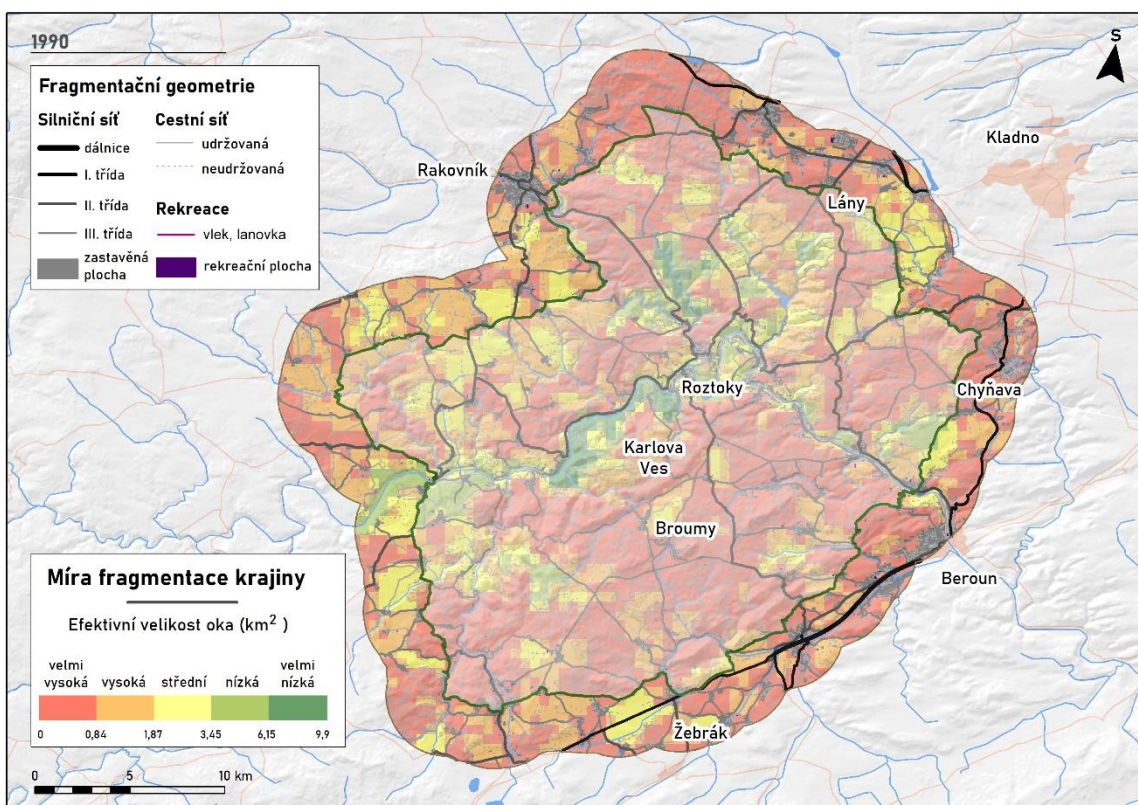 1990
S
Fragmentační geometrie
Silniční síť
dálnice
I. třída
II. třída
III. třída
zastavěná
plocha
Cestní síť
udržovaná
neudržovaná
Rekreace
vlek, lanovka
rekreační plocha
Kladno
Rakovník
Lány
Roztoky
Chyňava
Karlova
Ves
Broumy
Beroun
Žebrák
Míra fragmentace krajiny
Efektivní velikost oka (km²)
velmi vysoká
vysoká
střední
nízká
velmi nízká
0 0,84 1,87 3,45 6,15 9,9
0 5 10 km